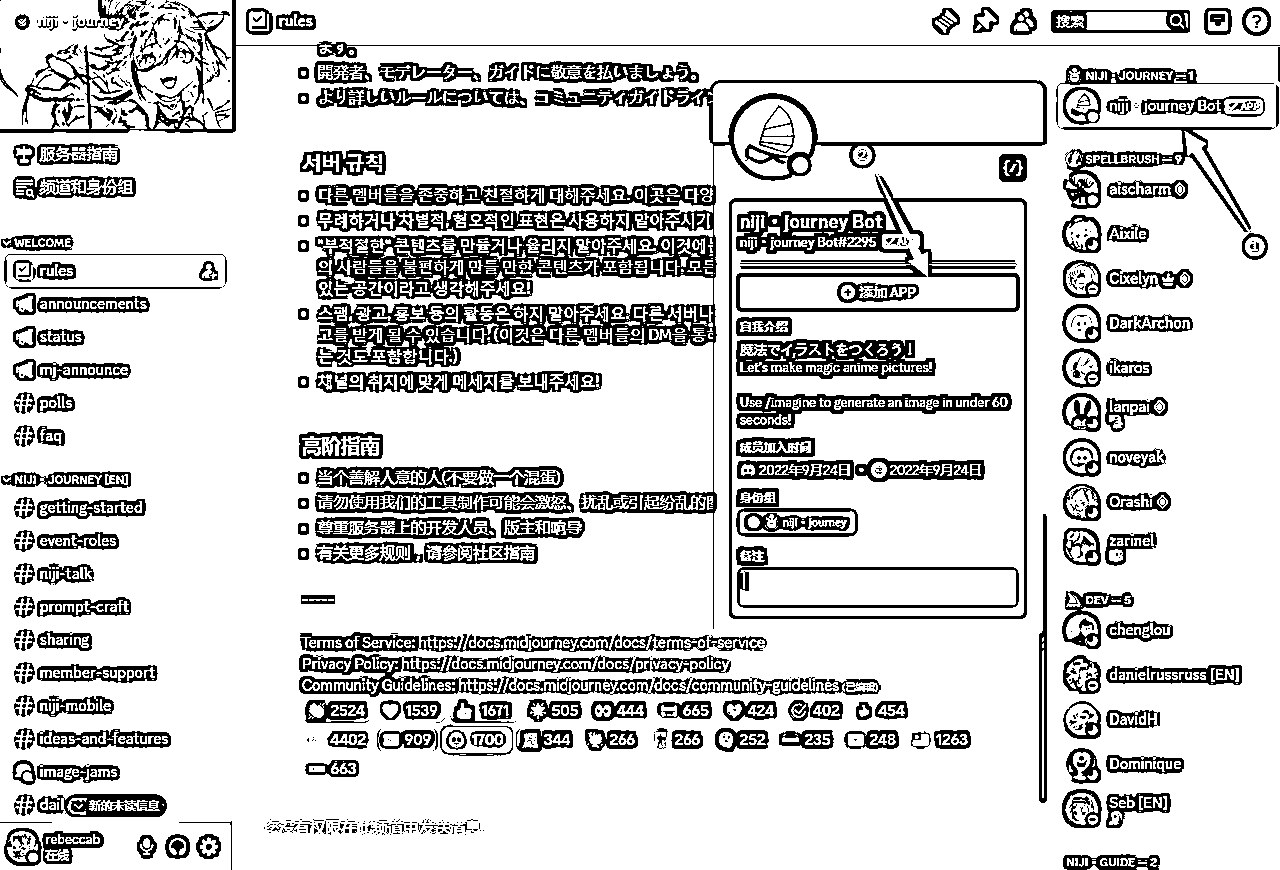 niji · journey
rules
搜索
服务器指南
频道和身份组
WELCOME
rules
announcements
status
mj-announce
polls
faq
NIJI · JOURNEY [EN]
getting-started
event-roles
niji-talk
prompt-craft
sharing
member-support
niji-mobile
ideas-and-features
image-jams
dail
新的未读信息
rebeccab
在线
ます。
開発者、モデレーター、ガイドに敬意を払いましょう。
より詳しいルールについては、コミュニティガイドライ
서버 규칙
다른 멤버들을 존중하고 친절하게 대해주세요. 이곳은 다양
무례하거나 차별적, 혐오적인 표현은 사용하지 말아주시기
"부적절한" 콘텐츠를 만들거나 올리지 말아주세요. 이것에는
의 사람들을 불편하게 만들 만한 콘텐츠가 포함됩니다. 모든
있는 공간이라고 생각해주세요!
스팸, 광고, 홍보 등의 활동은 하지 말아주세요. 다른 서버나
고를 받게 될 수 있습니다. (이것은 다른 멤버들의 DM을 통한
는 것도 포함합니다.)
채널의 취지에 맞게 메세지를 보내주세요!
高阶指南
当个善解人意的人(不要做一个混蛋)
请勿使用我们的工具制作可能会激怒、扰乱或引起纷乱的图
尊重服务器上的开发人员、版主和向导
有关更多规则，请参阅社区指南
Terms of Service: https://docs.midjourney.com/docs/terms-of-service
Privacy Policy: https://docs.midjourney.com/docs/privacy-policy
Community Guidelines: https://docs.midjourney.com/docs/community-guidelines (已编辑)
2524 1539 1671 505 444 665 424 402 454
4402 909 1700 344 266 266 252 235 248 1263
663
您没有权限在此频道中发送消息。
②
niji · journey Bot
niji · journey Bot#2295 APP
添加 APP
自我介绍
魔法でイラストをつくろう！
Let's make magic anime pictures!
Use /imagine to generate an image in under 60
seconds!
成员加入时间
2022年9月24日 • 2022年9月24日
身份组
niji · journey
备注
NIJI · JOURNEY — 1
niji · journey Bot APP
①
SPELLBRUSH — 9
aischarm
Aixile
Cixelyn
DarkArchon
ikaros
lanpai
noveyak
Orashi
zarinel
DEV — 5
chenglou
danielrussruss [EN]
DavidH
Dominique
Seb [EN]
NIJI · GUIDE — 2